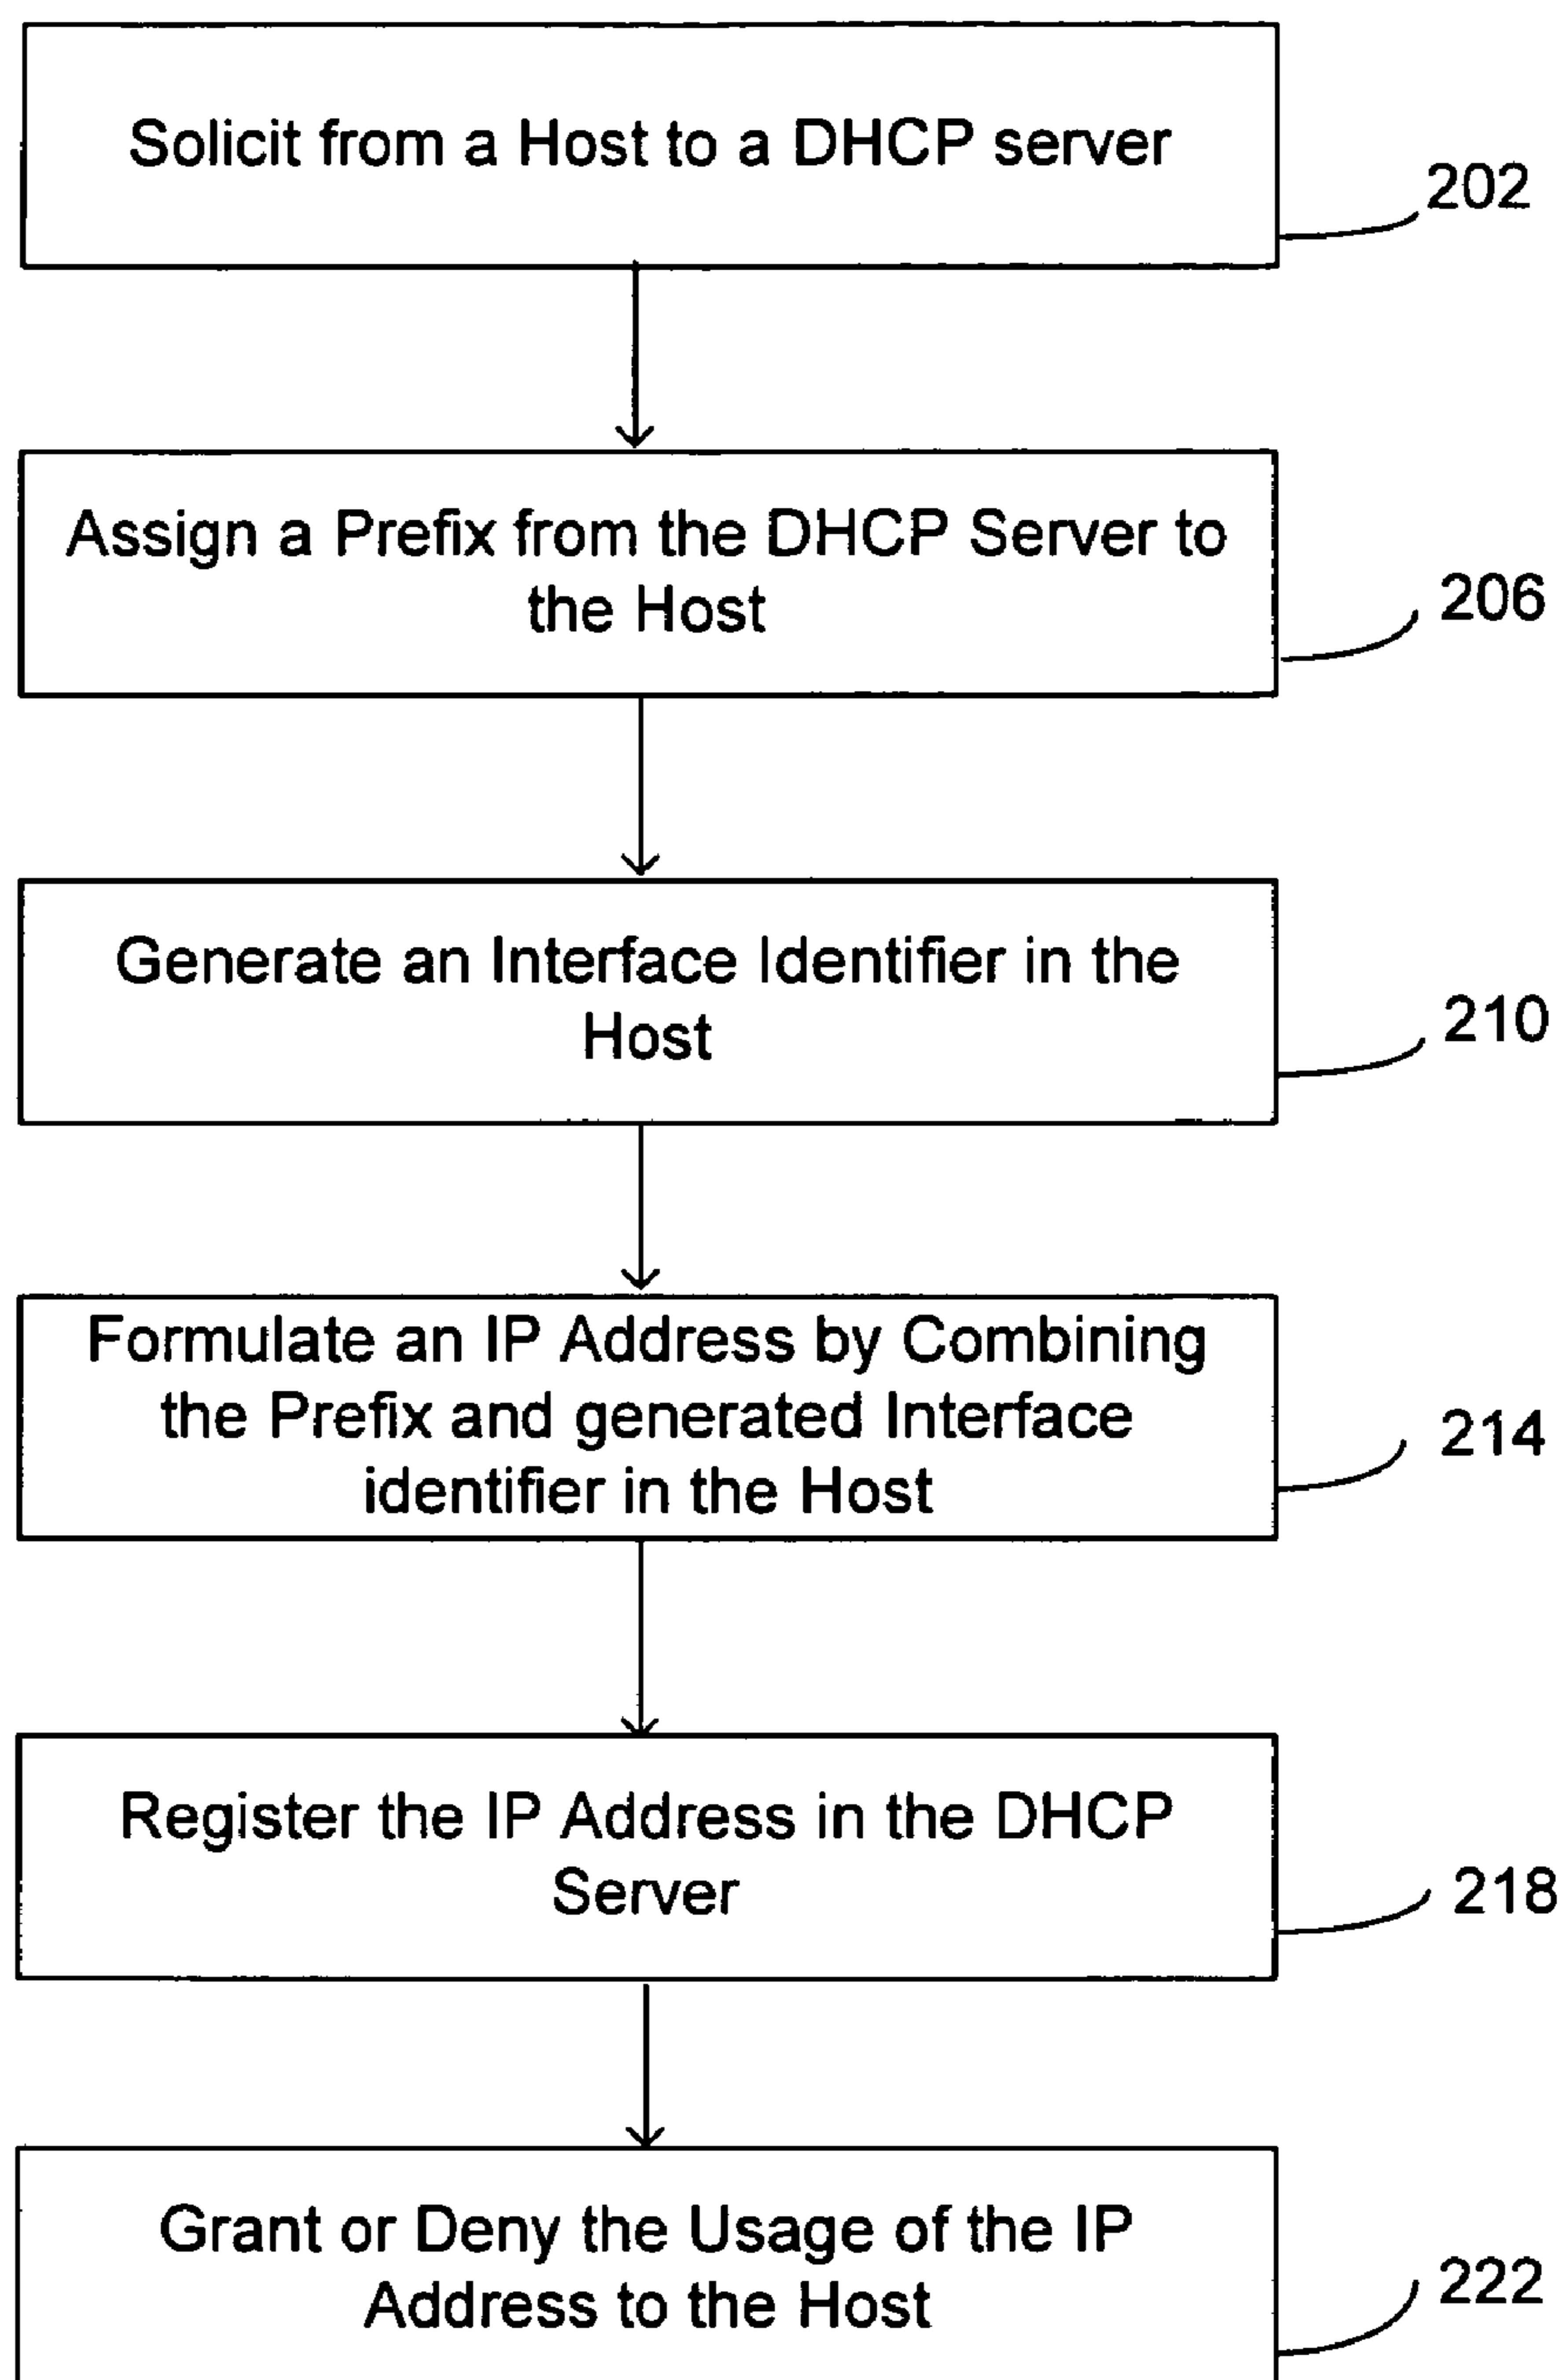 Solicit from a Host to a DHCP server
202
Assign a Prefix from the DHCP Server to
the Host
206
Generate an Interface Identifier in the
Host
210
Formulate an IP Address by Combining
the Prefix and generated Interface
identifier in the Host
214
Register the IP Address in the DHCP
Server
218
Grant or Deny the Usage of the IP
Address to the Host
222